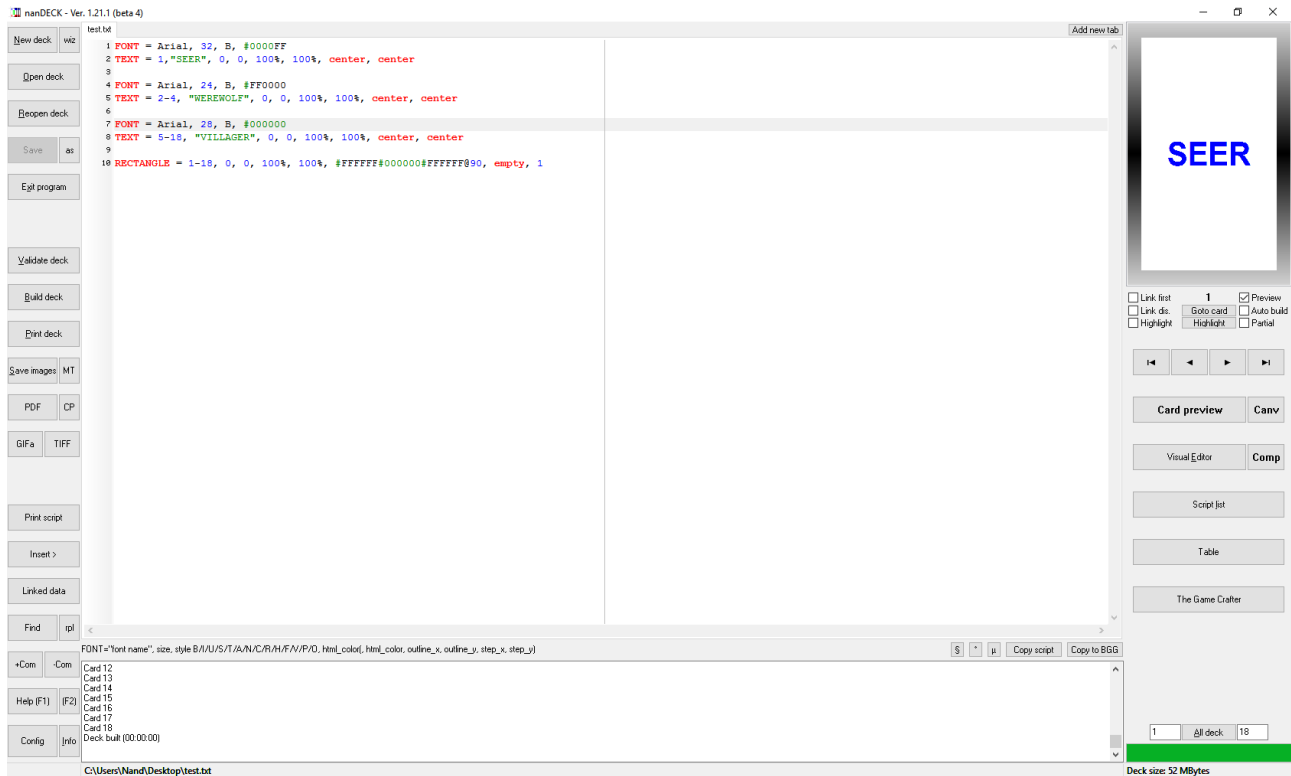 nanDECK - Ver. 1.21.1 (beta 4)
New deck wiz
Open deck
Reopen deck
Save as
Exit program
Validate deck
Build deck
Print deck
Save images MT
PDF CP
GIFa TIFF
Print script
Insert >
Linked data
Find rpl
+Com -Com
Help (F1) (F2)
Config Info
test.txt
Add new tab
1 FONT = Arial, 32, B, #0000FF
2 TEXT = 1,"SEER", 0, 0, 100%, 100%, center, center
3
4 FONT = Arial, 24, B, #FF0000
5 TEXT = 2-4, "WEREWOLF", 0, 0, 100%, 100%, center, center
6
7 FONT = Arial, 28, B, #000000
8 TEXT = 5-18, "VILLAGER", 0, 0, 100%, 100%, center, center
9
10 RECTANGLE = 1-18, 0, 0, 100%, 100%, #FFFFFF#000000#FFFFFF@90, empty, 1
FONT="font name", size, style B/I/U/S/T/A/N/C/R/H/F/V/P/O, html_color(, html_color, outline_x, outline_y, step_x, step_y)
§ ° µ Copy script Copy to BGG
Card 12
Card 13
Card 14
Card 15
Card 16
Card 17
Card 18
Deck built (00:00:00)
C:\Users\Nand\Desktop\test.txt
SEER
Link first 1 Preview
Link dis. Goto card Auto build
Highlight Highlight Partial
Card preview Canv
Visual Editor Comp
Script list
Table
The Game Crafter
1 All deck 18
Deck size: 52 MBytes